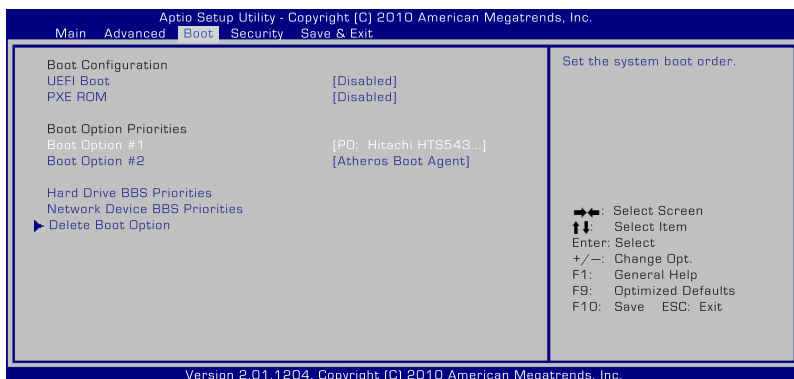 Aptio Setup Utility - Copyright (C) 2010 American Megatrends, Inc.
Main Advanced Boot Security Save & Exit
Boot Configuration
UEFI Boot [Disabled]
PXE ROM [Disabled]
Boot Option Priorities
Boot Option #1 [P0: Hitachi HTS543...]
Boot Option #2 [Atheros Boot Agent]
Hard Drive BBS Priorities
Network Device BBS Priorities
Delete Boot Option
Set the system boot order.
→←: Select Screen
↑↓: Select Item
Enter: Select
+/—: Change Opt.
F1: General Help
F9: Optimized Defaults
F10: Save ESC: Exit
Version 2.01.1204. Copyright (C) 2010 American Megatrends, Inc.